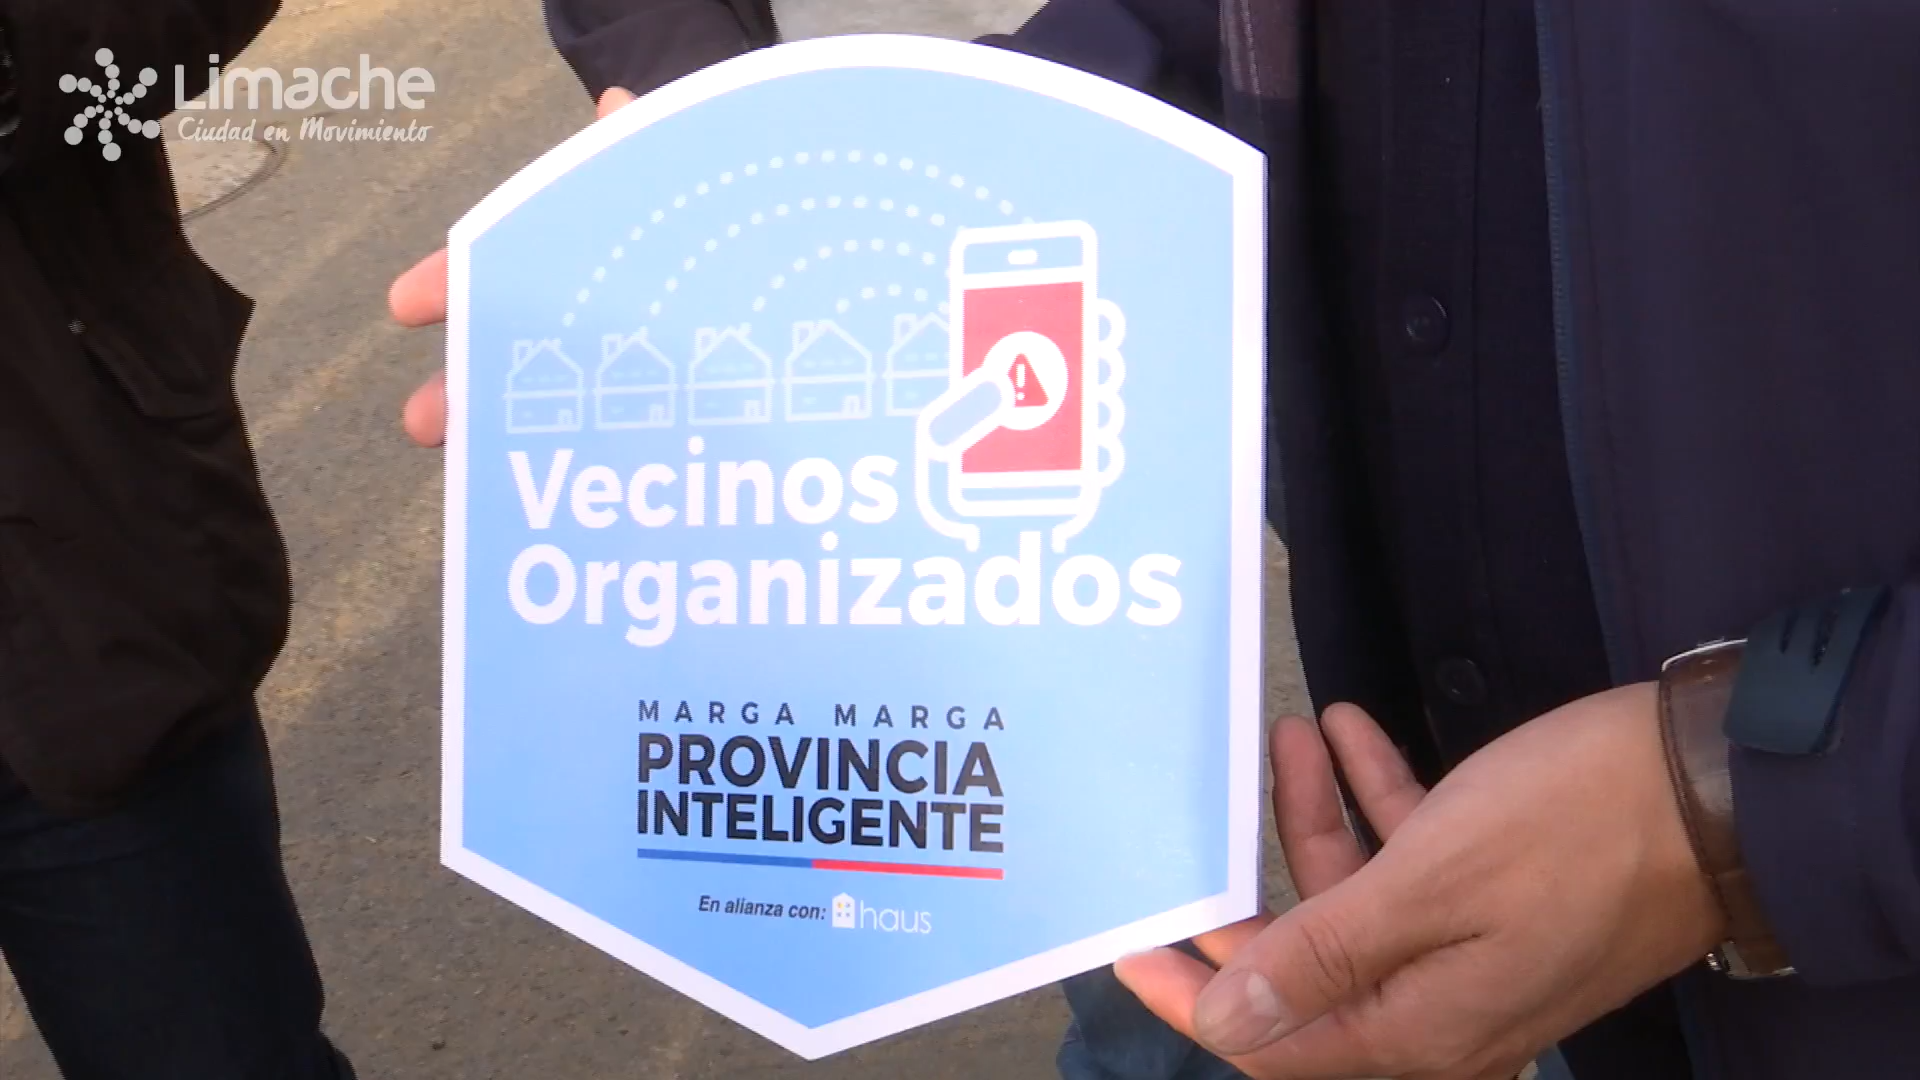 Limache
Ciudad en Movimiento
Vecinos
Organizados
MARGA MARGA
PROVINCIA
INTELIGENTE
En alianza con: haus